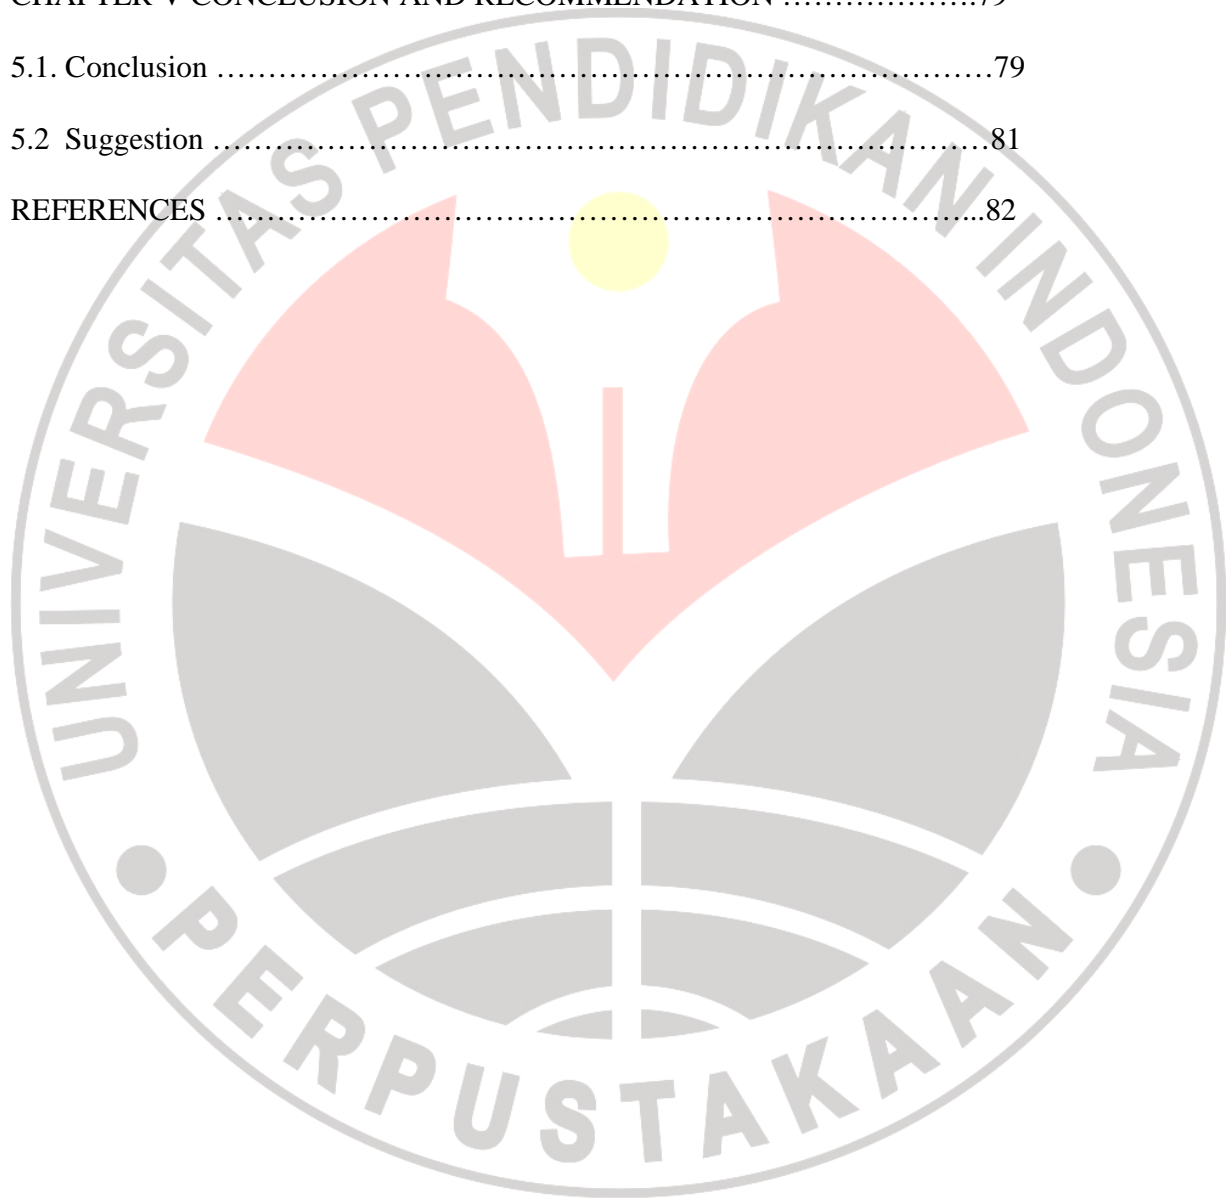 CHAPTER V CONCLUSION AND RECOMMENDATION ……………….79
5.1. Conclusion …………………………………………………………………79
5.2 Suggestion …………………………………………………………………81
REFERENCES ………………………………………………………………...82
UNIVERSITAS PENDIDIKAN INDONESIA
PERPUSTAKAAN